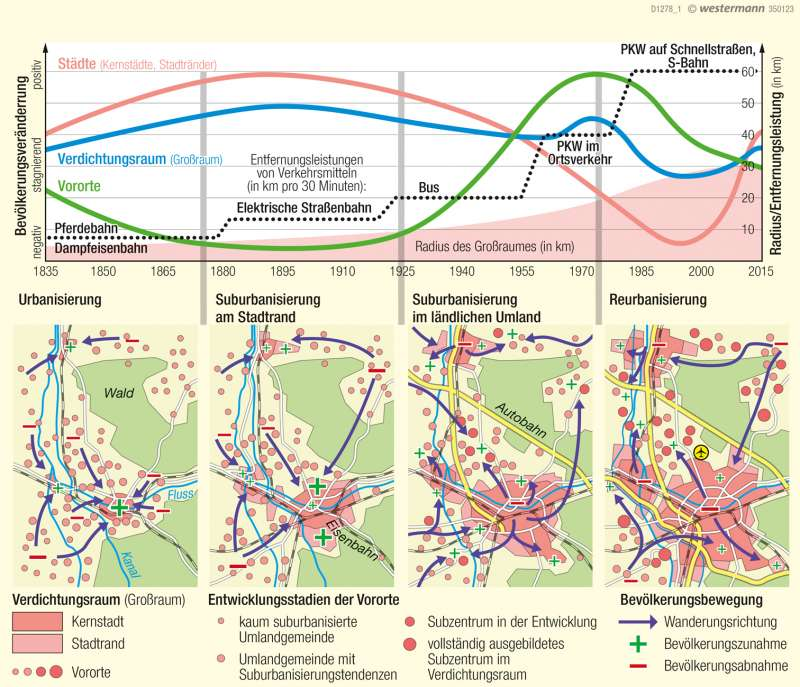 D1278_1 © westermann 350123
Bevölkerungsveränderung
positiv
stagnierend
negativ
Städte (Kernstädte, Stadtränder)
Verdichtungsraum (Großraum)
Vororte
Pferdebahn
Dampfeisenbahn
Entfernungsleistungen
von Verkehrsmitteln
(in km pro 30 Minuten):
Elektrische Straßenbahn
Bus
PKW im
Ortsverkehr
PKW auf Schnellstraßen,
S-Bahn
Radius des Großraumes (in km)
60
50
40
30
20
10
Radius/Entfernungsleistung (in km)
1835 1850 1865 1880 1895 1910 1925 1940 1955 1970 1985 2000 2015
Urbanisierung
Suburbanisierung
am Stadtrand
Suburbanisierung
im ländlichen Umland
Reurbanisierung
Wald
Fluss
Kanal
Eisenbahn
Autobahn
Verdichtungsraum (Großraum)
Kernstadt
Stadtrand
Vororte
Entwicklungsstadien der Vororte
kaum suburbanisierte
Umlandgemeinde
Umlandgemeinde mit
Suburbanisierungstendenzen
Subzentrum in der Entwicklung
vollständig ausgebildetes
Subzentrum im
Verdichtungsraum
Bevölkerungsbewegung
Wanderungsrichtung
Bevölkerungszunahme
Bevölkerungsabnahme